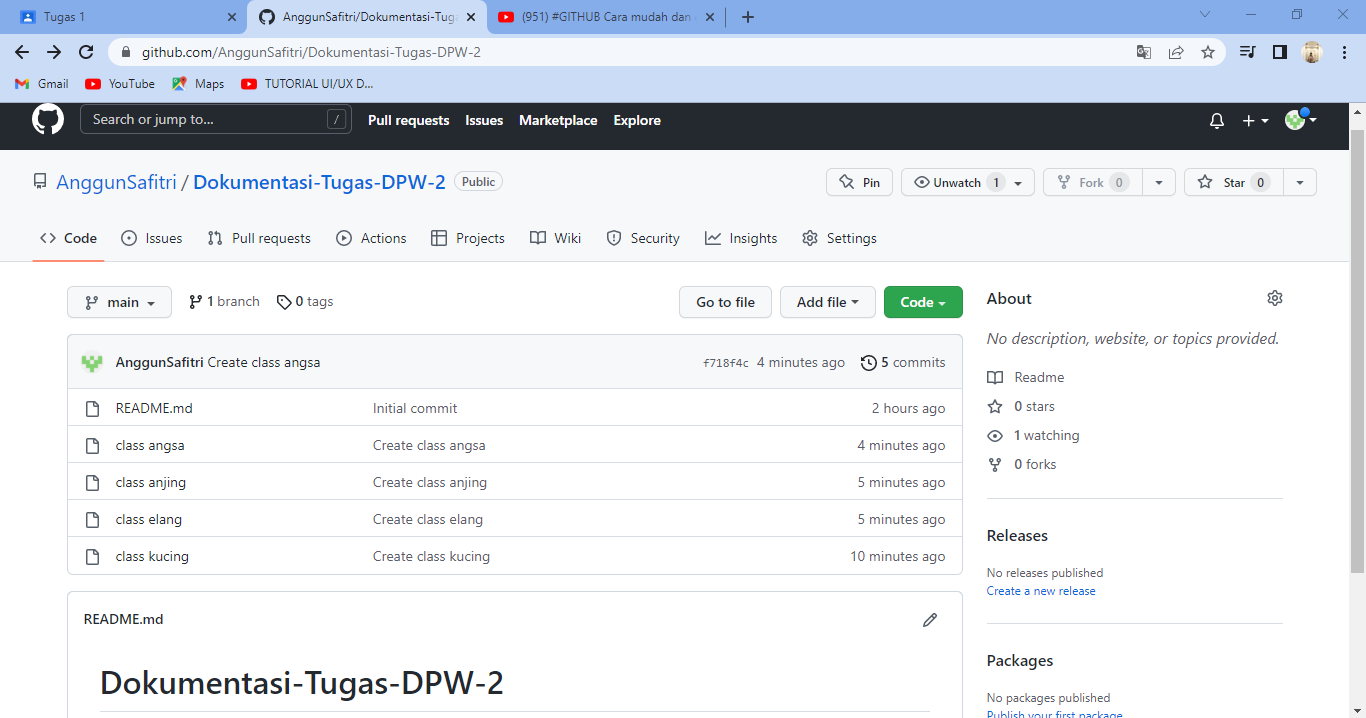 Tugas 1
AnggunSafitri/Dokumentasi-Tuga
(951) #GITHUB Cara mudah dan
github.com/AnggunSafitri/Dokumentasi-Tugas-DPW-2
Gmail YouTube Maps TUTORIAL UI/UX D...
Search or jump to... / Pull requests Issues Marketplace Explore
AnggunSafitri / Dokumentasi-Tugas-DPW-2 Public Pin Unwatch 1 Fork 0 Star 0
Code Issues Pull requests Actions Projects Wiki Security Insights Settings
main 1 branch 0 tags Go to file Add file Code
AnggunSafitri Create class angsa f718f4c 4 minutes ago 5 commits
README.md Initial commit 2 hours ago
class angsa Create class angsa 4 minutes ago
class anjing Create class anjing 5 minutes ago
class elang Create class elang 5 minutes ago
class kucing Create class kucing 10 minutes ago
README.md
Dokumentasi-Tugas-DPW-2
About
No description, website, or topics provided.
Readme
0 stars
1 watching
0 forks
Releases
No releases published
Create a new release
Packages
No packages published
Publish your first package